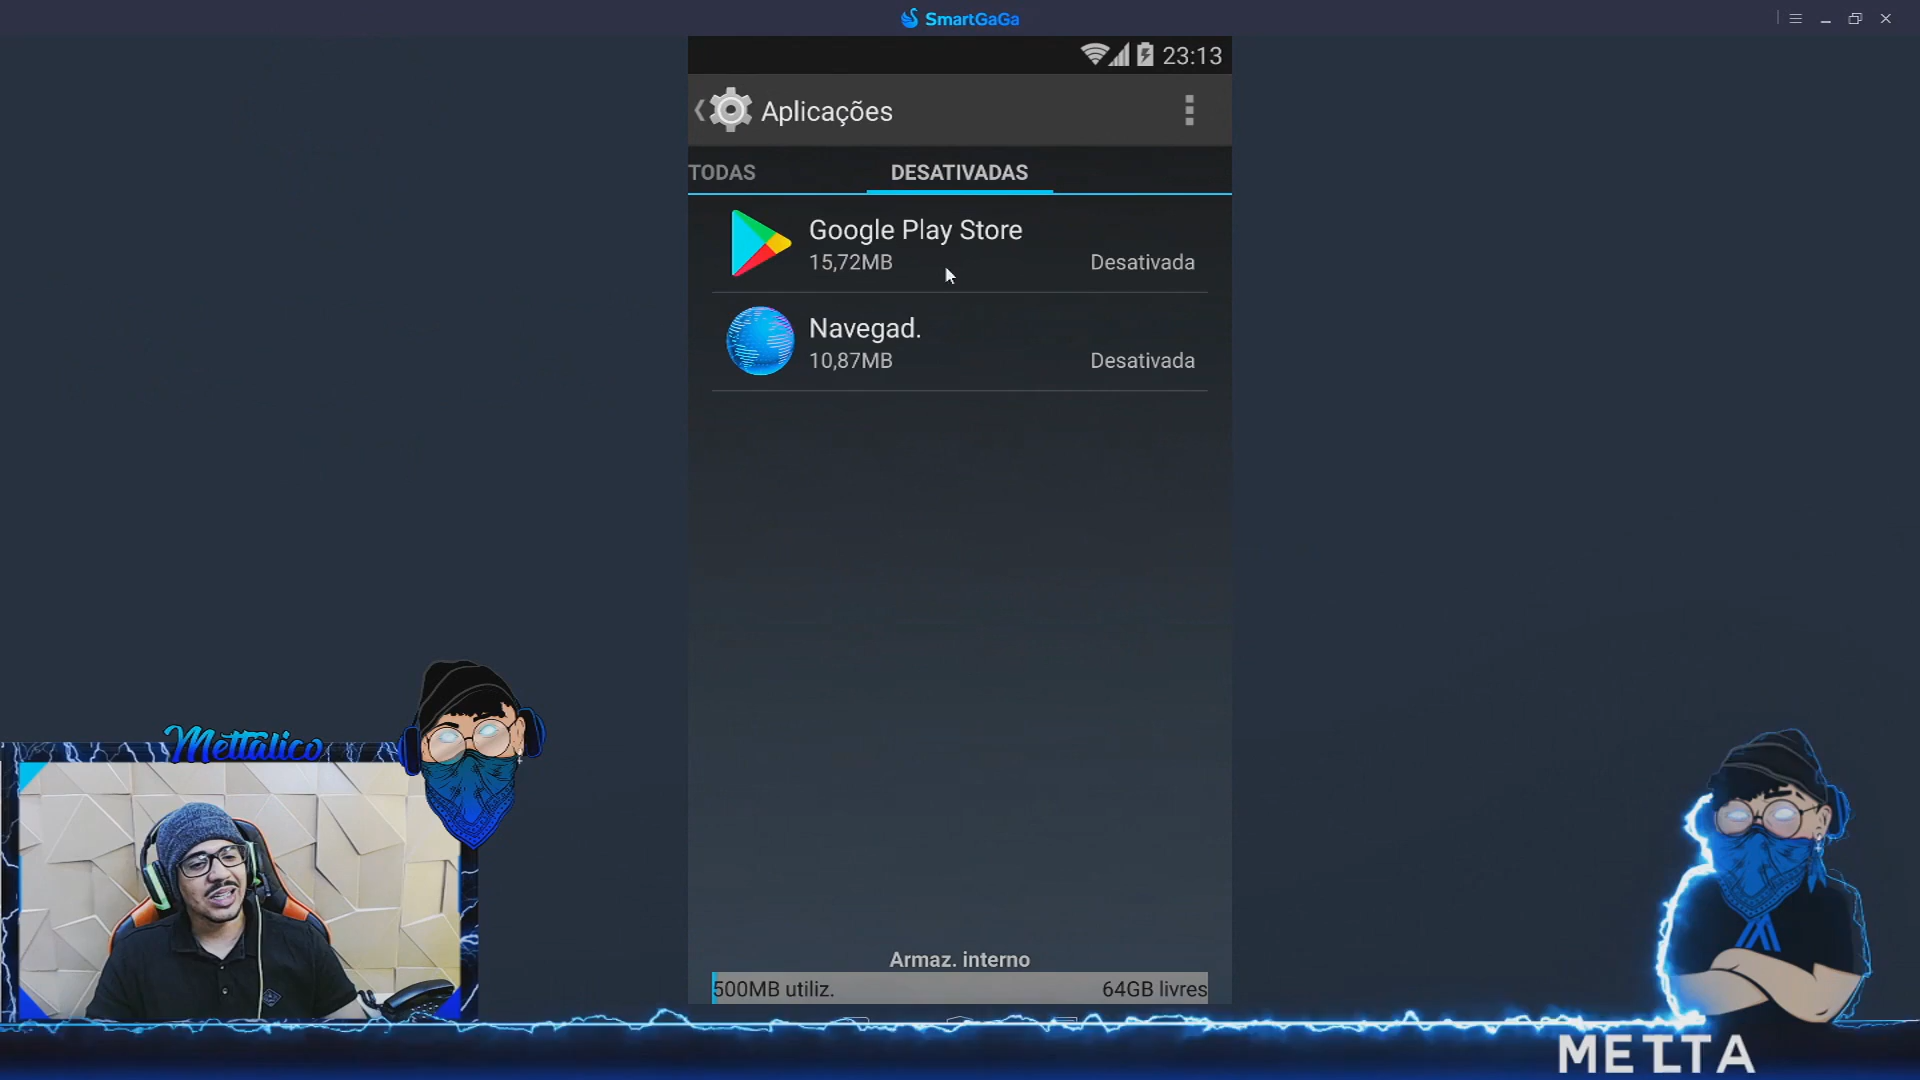 SmartGaGa
23:13
Aplicações
TODAS
DESATIVADAS
Google Play Store
15,72MB
Desativada
Navegad.
10,87MB
Desativada
Armaz. interno
500MB utiliz.
64GB livres
Mettalico
METTA